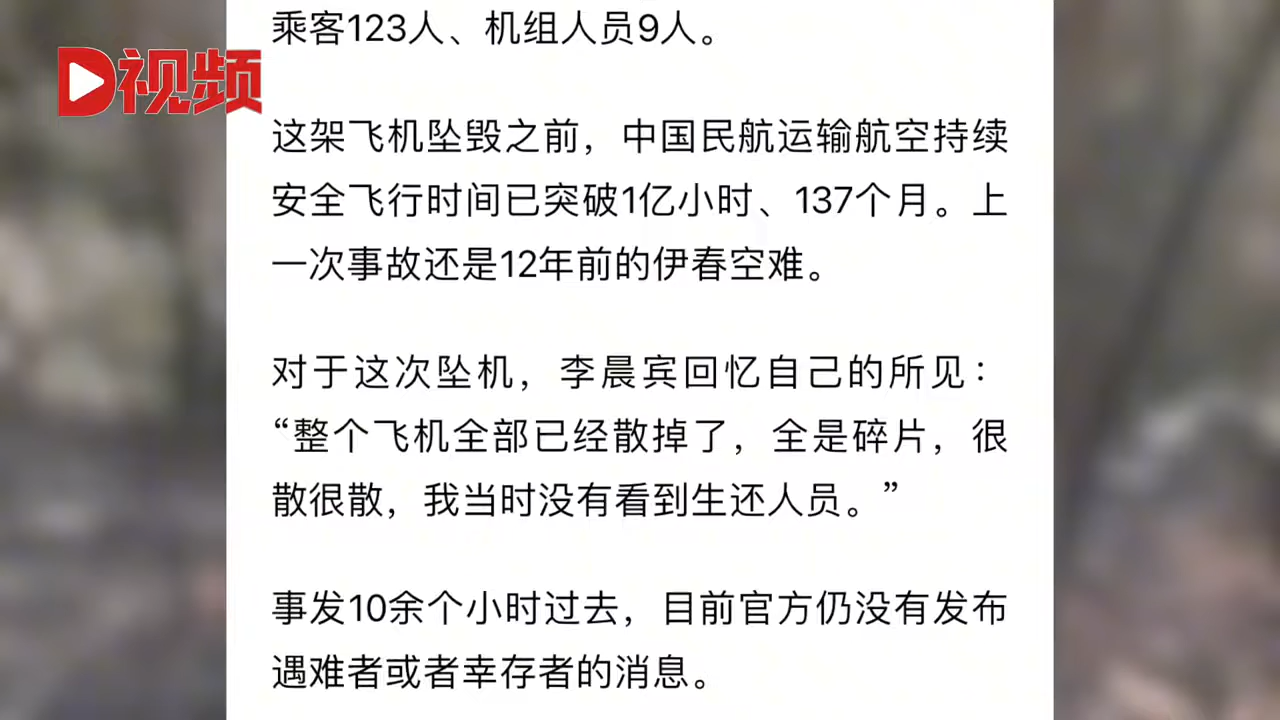 乘客123人、机组人员9人。
视频
这架飞机坠毁之前，中国民航运输航空持续
安全飞行时间已突破1亿小时、137个月。上
一次事故还是12年前的伊春空难。
对于这次坠机，李晨宾回忆自己的所见：
“整个飞机全部已经散掉了，全是碎片，很
散很散，我当时没有看到生还人员。”
事发10余个小时过去，目前官方仍没有发布
遇难者或者幸存者的消息。